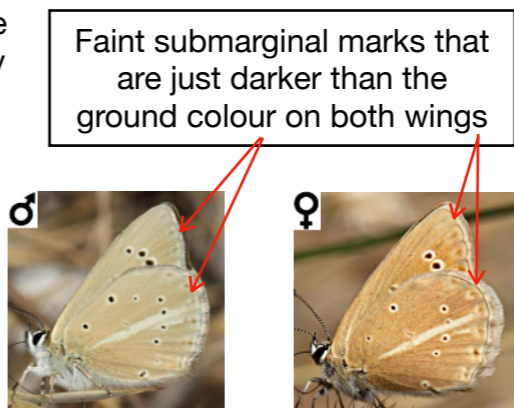 e
y
Faint submarginal marks that
are just darker than the
ground colour on both wings
♂
♀